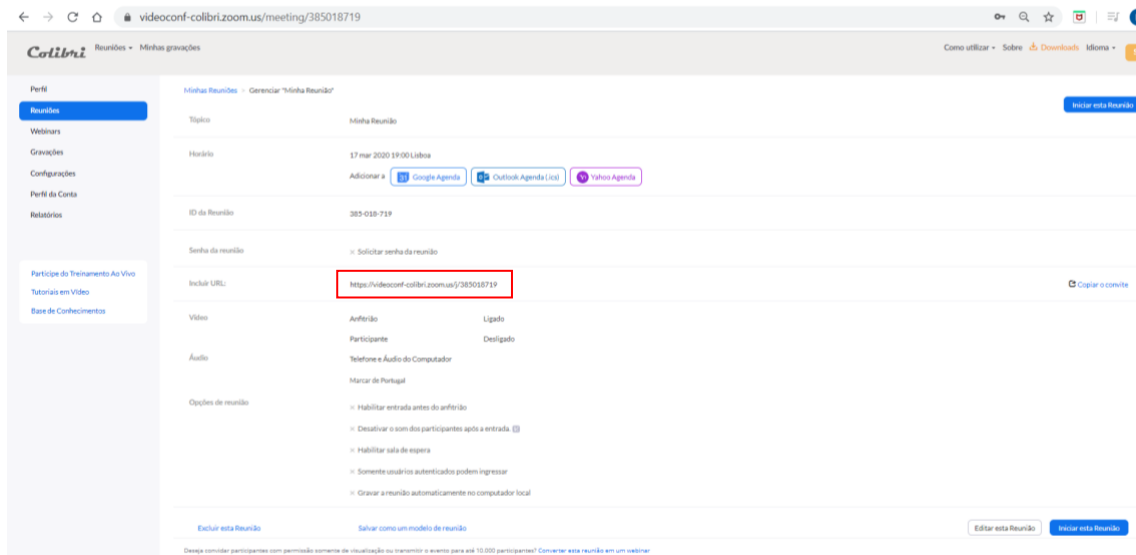 videoconf-colibri.zoom.us/meeting/385018719
Colibri Reuniões Minhas gravações Como utilizar Sobre Downloads Idioma
Perfil
Reuniões
Webinars
Gravações
Configurações
Perfil da Conta
Relatórios
Participe do Treinamento Ao Vivo
Tutoriais em Vídeo
Base de Conhecimentos
Minhas Reuniões > Gerenciar "Minha Reunião"
Iniciar esta Reunião
Tópico Minha Reunião
Horário 17 mar 2020 19:00 Lisboa
Adicionar a Google Agenda Outlook Agenda (.ics) Yahoo Agenda
ID da Reunião 385-018-719
Senha da reunião × Solicitar senha da reunião
Incluir URL: https://videoconf-colibri.zoom.us/j/385018719 Copiar o convite
Vídeo Anfitrião Ligado
Participante Desligado
Áudio Telefone e Áudio do Computador
Marcar de Portugal
Opções de reunião × Habilitar entrada antes do anfitrião
× Desativar o som dos participantes após a entrada.
× Habilitar sala de espera
× Somente usuários autenticados podem ingressar
× Gravar a reunião automaticamente no computador local
Excluir esta Reunião Salvar como um modelo de reunião Editar esta Reunião Iniciar esta Reunião
Deseja convidar participantes com permissão somente de visualização ou transmitir o evento para até 10.000 participantes? Converter esta reunião em um webinar